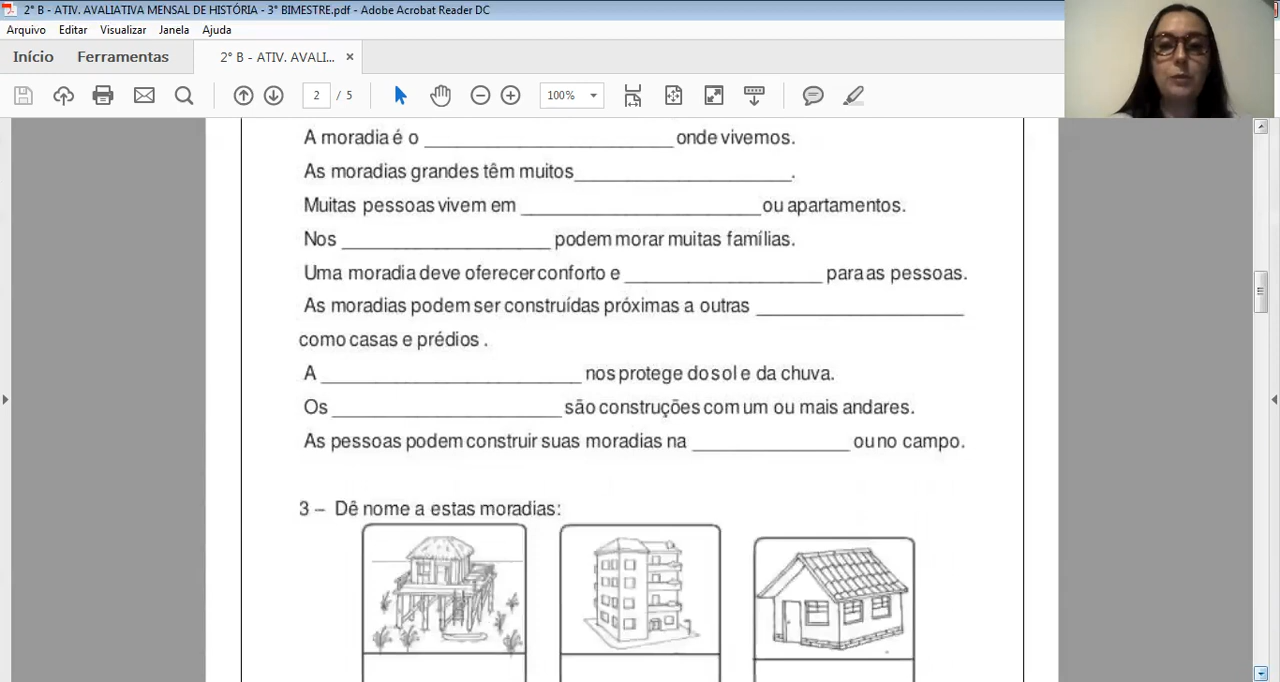 2° B - ATIV. AVALIATIVA MENSAL DE HISTÓRIA - 3° BIMESTRE.pdf - Adobe Acrobat Reader DC
Arquivo Editar Visualizar Janela Ajuda
Início Ferramentas 2° B - ATIV. AVALI... ×
2 / 5 100%
A moradia é o _______________________ onde vivemos.
As moradias grandes têm muitos____________________.
Muitas pessoas vivem em ______________________ ou apartamentos.
Nos ___________________ podem morar muitas famílias.
Uma moradia deve oferecer conforto e __________________ para as pessoas.
As moradias podem ser construídas próximas a outras ___________________
como casas e prédios .
A ________________________ nos protege do sol e da chuva.
Os _____________________ são construções com um ou mais andares.
As pessoas podem construir suas moradias na ______________ ou no campo.
3 – Dê nome a estas moradias: